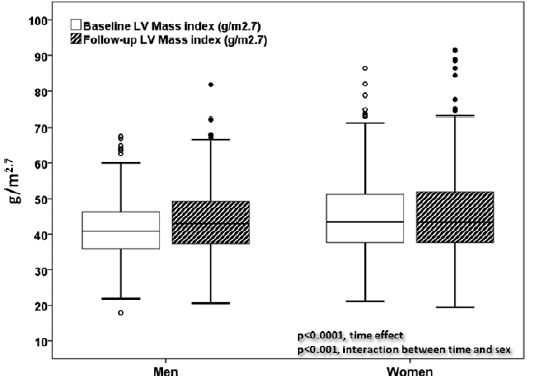 100
Baseline LV Mass index (g/m2.7)
Follow-up LV Mass index (g/m2.7)
90
80
70
60
50
40
30
20
10
g/m2.7
p<0.0001, time effect
p<0.001, interaction between time and sex
Men Women